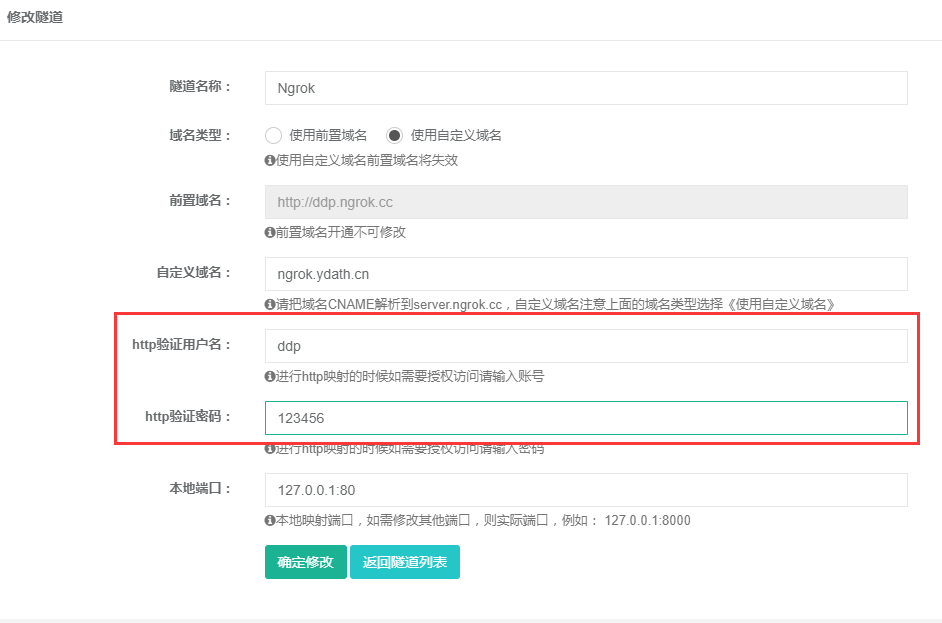 修改隧道
隧道名称：
Ngrok
域名类型：
使用前置域名 使用自定义域名
使用自定义域名前置域名将失效
前置域名：
http://ddp.ngrok.cc
前置域名开通不可修改
自定义域名：
ngrok.ydath.cn
请把域名CNAME解析到server.ngrok.cc，自定义域名注意上面的域名类型选择《使用自定义域名》
http验证用户名：
ddp
进行http映射的时候如需要授权访问请输入账号
http验证密码：
123456
进行http映射的时候如需要授权访问请输入密码
本地端口：
127.0.0.1:80
本地映射端口，如需修改其他端口，则实际端口，例如： 127.0.0.1:8000
确定修改 返回隧道列表